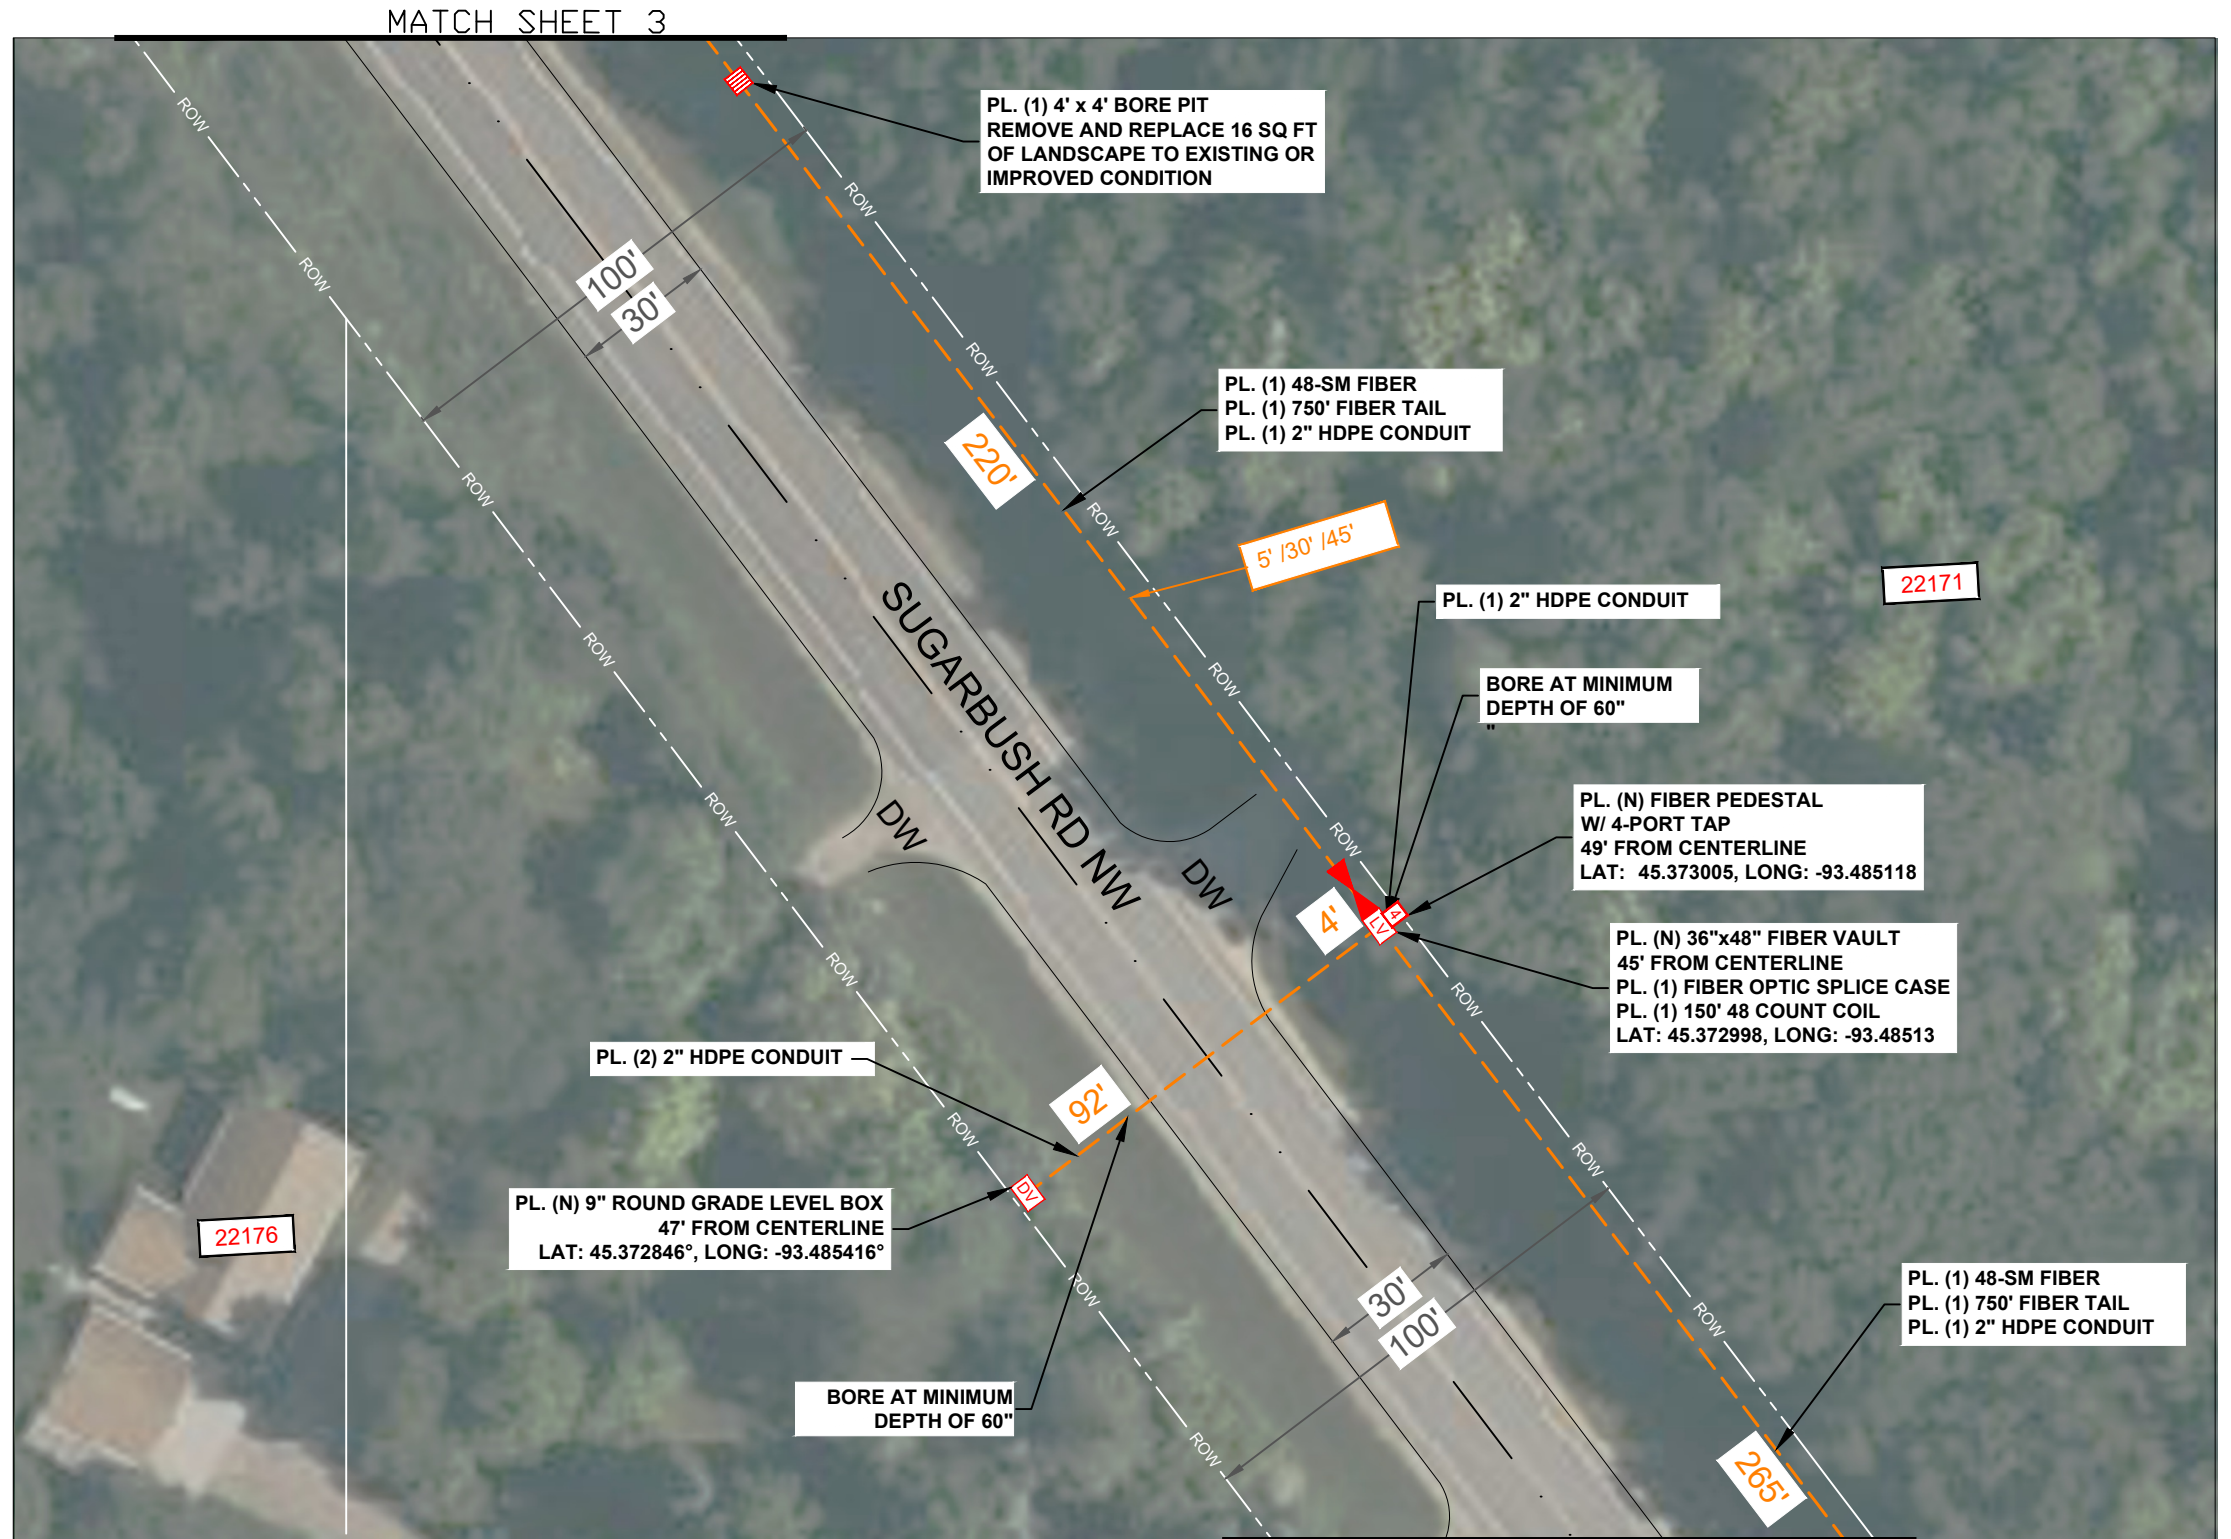 MATCH SHEET 3
ROW
PL. (1) 4' x 4' BORE PIT
REMOVE AND REPLACE 16 SQ FT
OF LANDSCAPE TO EXISTING OR
IMPROVED CONDITION
ROW
ROW
100'
30'
ROW
PL. (1) 48-SM FIBER
PL. (1) 750' FIBER TAIL
PL. (1) 2" HDPE CONDUIT
220'
ROW
ROW
5' /30' /45'
22171
PL. (1) 2" HDPE CONDUIT
ROW
ROW
SUGARBUSH RD NW
BORE AT MINIMUM
DEPTH OF 60"
"
PL. (N) FIBER PEDESTAL
W/ 4-PORT TAP
49' FROM CENTERLINE
LAT: 45.373005, LONG: -93.485118
ROW
DW
ROW
DW
4'
4
LV
PL. (N) 36"x48" FIBER VAULT
45' FROM CENTERLINE
PL. (1) FIBER OPTIC SPLICE CASE
PL. (1) 150' 48 COUNT COIL
LAT: 45.372998, LONG: -93.48513
ROW
ROW
PL. (2) 2" HDPE CONDUIT
92'
ROW
ROW
DV
PL. (N) 9" ROUND GRADE LEVEL BOX
47' FROM CENTERLINE
LAT: 45.372846°, LONG: -93.485416°
22176
ROW
30'
100'
ROW
PL. (1) 48-SM FIBER
PL. (1) 750' FIBER TAIL
PL. (1) 2" HDPE CONDUIT
BORE AT MINIMUM
DEPTH OF 60"
ROW
265'